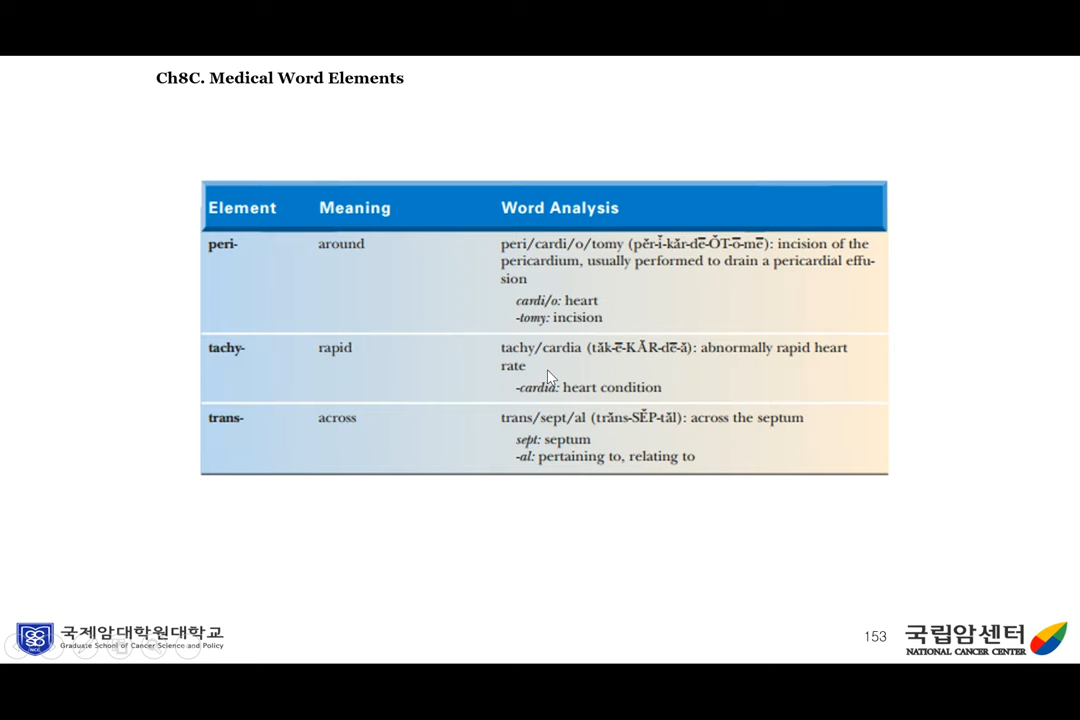 Ch8C. Medical Word Elements
Element Meaning Word Analysis
peri- around peri/cardi/o/tomy (pĕr-ĭ-kăr-dē-ŎT-ō-mē): incision of the
pericardium, usually performed to drain a pericardial effu-
sion
cardi/o: heart
-tomy: incision
tachy- rapid tachy/cardia (tăk-ē-KĂR-dē-ă): abnormally rapid heart
rate
-cardia: heart condition
trans- across trans/sept/al (trăns-SĔP-tăl): across the septum
sept: septum
-al: pertaining to, relating to
국제암대학원대학교
Graduate School of Cancer Science and Policy
153
국립암센터
NATIONAL CANCER CENTER